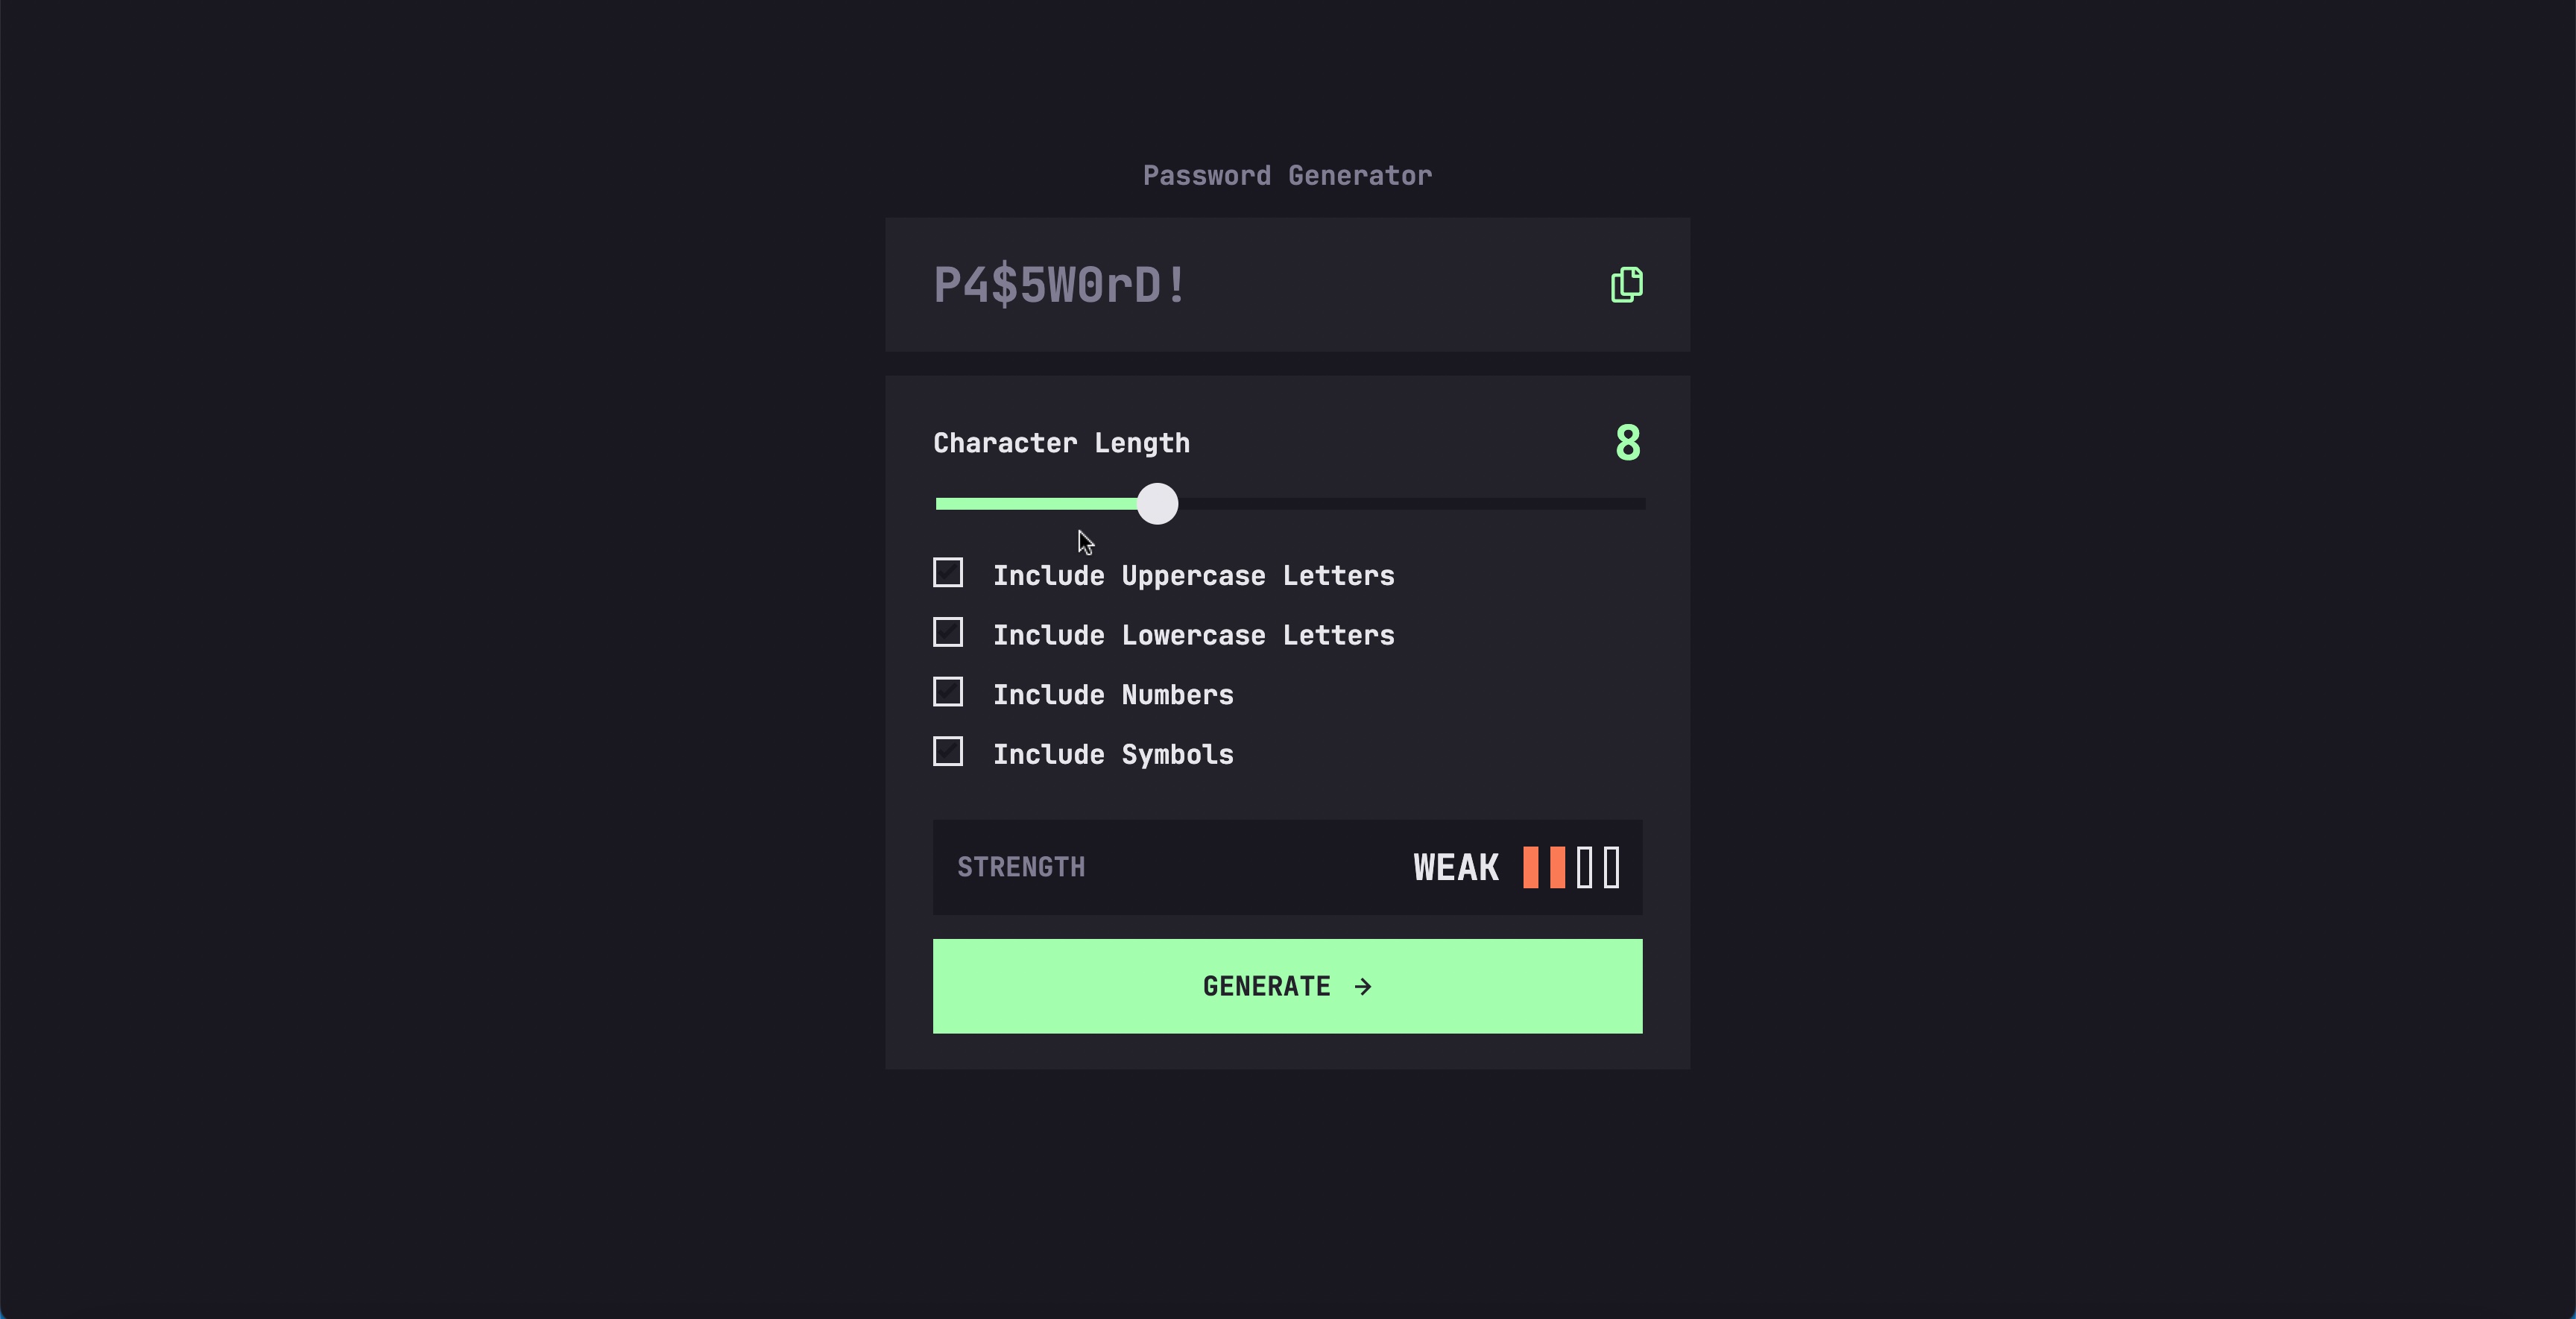 Password Generator
P4$5W0rD!
Character Length
8
Include Uppercase Letters
Include Lowercase Letters
Include Numbers
Include Symbols
STRENGTH
WEAK
GENERATE →